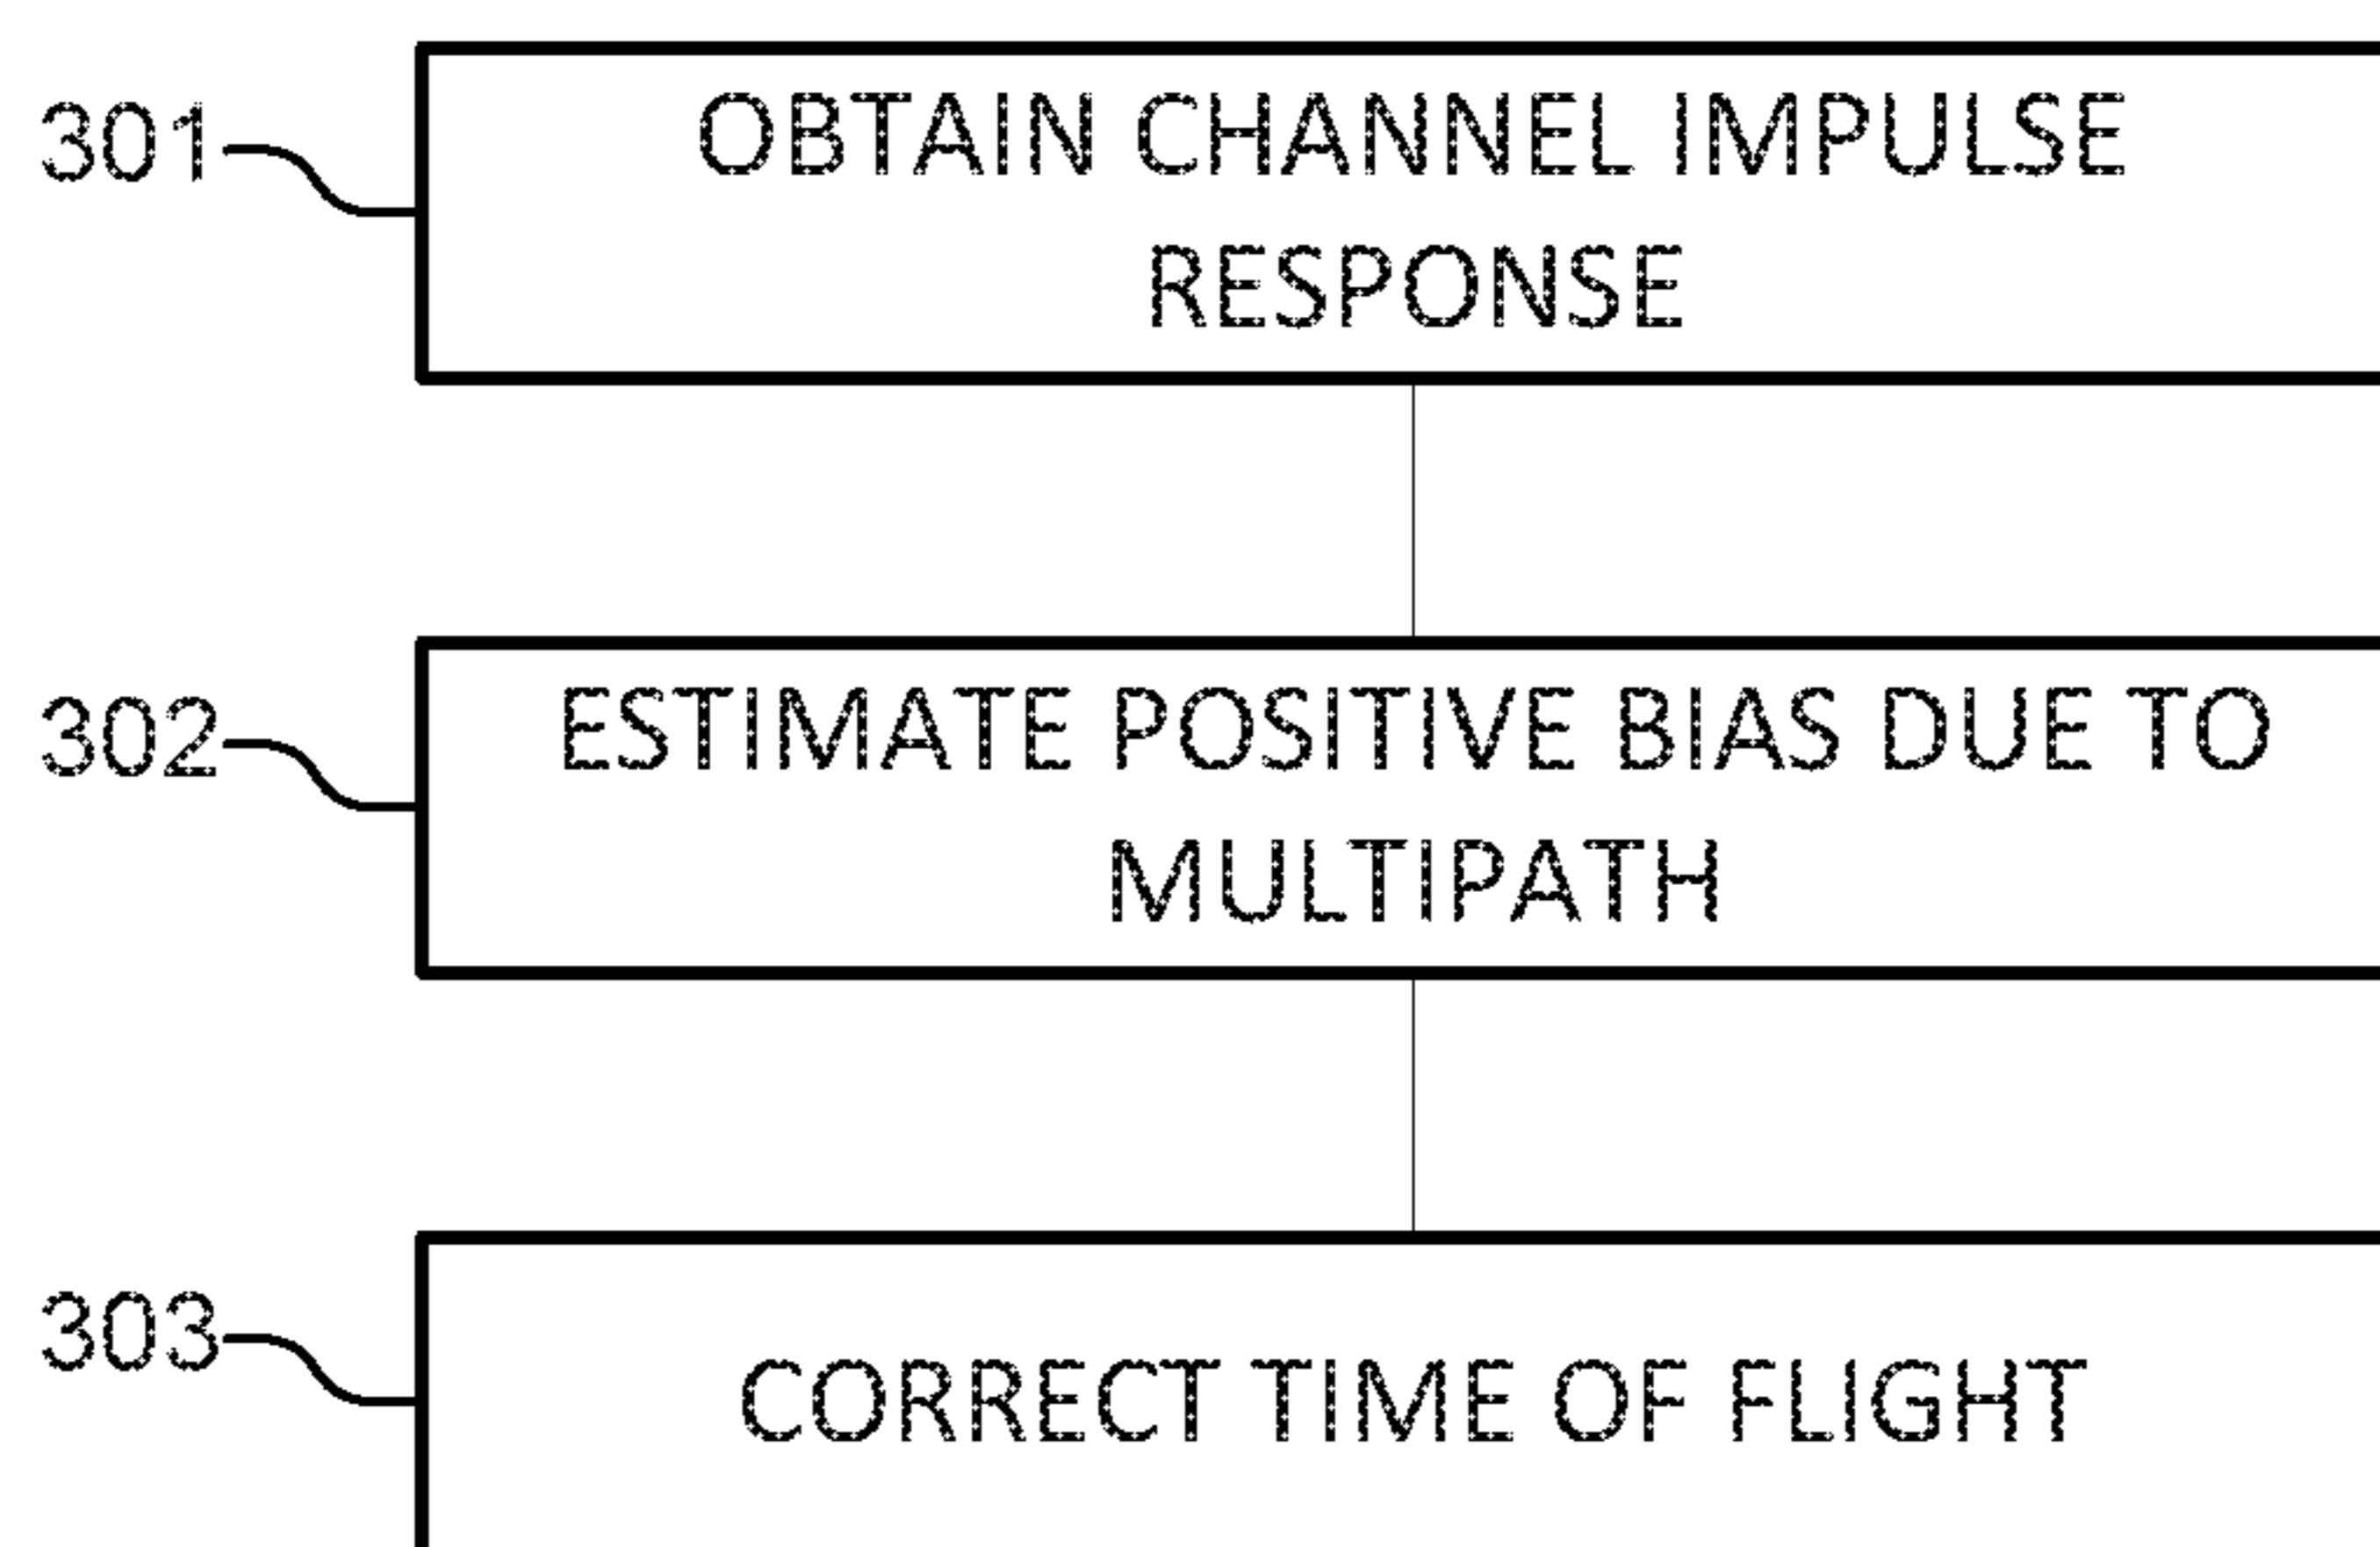 301
OBTAIN CHANNEL IMPULSE
RESPONSE
302
ESTIMATE POSITIVE BIAS DUE TO
MULTIPATH
303
CORRECT TIME OF FLIGHT